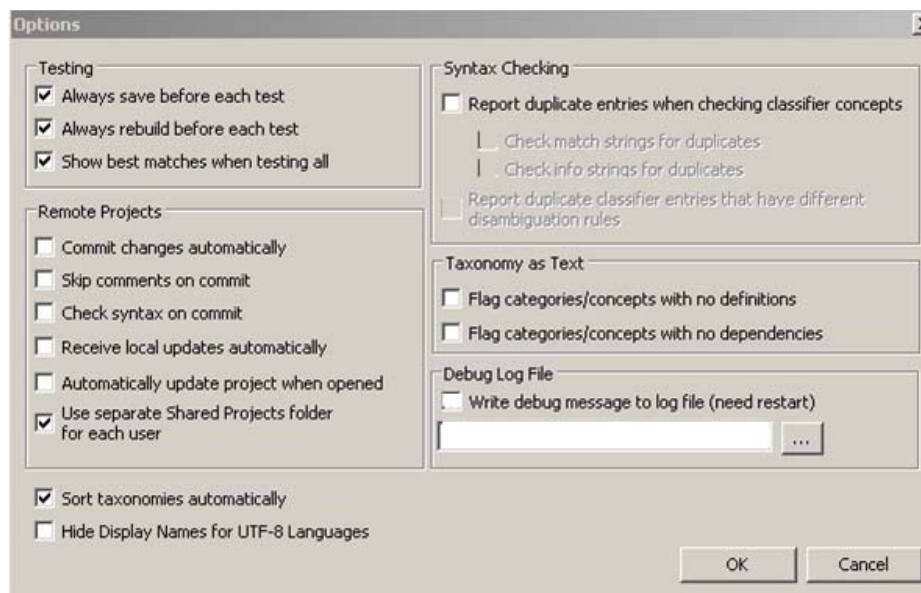 Options
Testing
Always save before each test
Always rebuild before each test
Show best matches when testing all
Remote Projects
Commit changes automatically
Skip comments on commit
Check syntax on commit
Receive local updates automatically
Automatically update project when opened
Use separate Shared Projects folder
for each user
Sort taxonomies automatically
Hide Display Names for UTF-8 Languages
Syntax Checking
Report duplicate entries when checking classifier concepts
Check match strings for duplicates
Check info strings for duplicates
Report duplicate classifier entries that have different
disambiguation rules
Taxonomy as Text
Flag categories/concepts with no definitions
Flag categories/concepts with no dependencies
Debug Log File
Write debug message to log file (need restart)
...
OK
Cancel